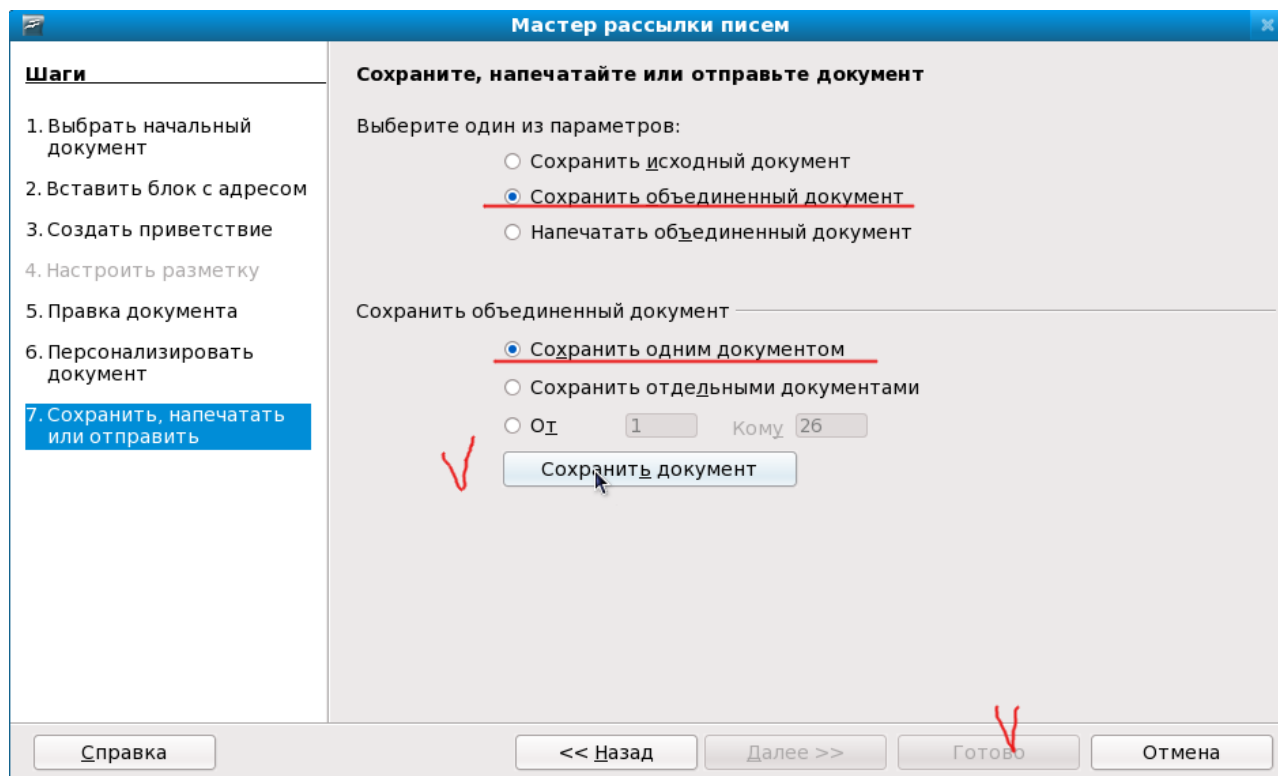 Мастер рассылки писем
Шаги
1. Выбрать начальный
документ
2. Вставить блок с адресом
3. Создать приветствие
4. Настроить разметку
5. Правка документа
6. Персонализировать
документ
7. Сохранить, напечатать
или отправить
Сохраните, напечатайте или отправьте документ
Выберите один из параметров:
Сохранить исходный документ
Сохранить объединенный документ
Напечатать объединенный документ
Сохранить объединенный документ
Сохранить одним документом
Сохранить отдельными документами
От 1 Кому 26
Сохранить документ
Справка << Назад Далее >> Готово Отмена